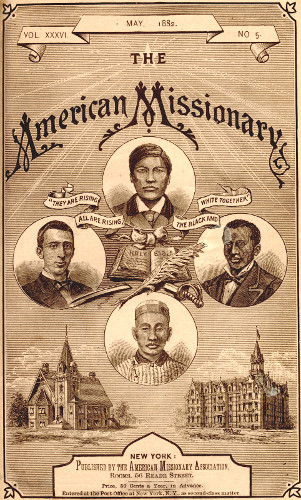 MAY, 1882.
VOL. XXXVI.
NO. 5.
THE
American Missionary
"THEY ARE RISING
ALL ARE RISING,
THE BLACK AND
WHITE TOGETHER"
HOLY BIBLE
NEW YORK:
PUBLISHED BY THE AMERICAN MISSIONARY ASSOCIATION,
ROOMS, 56 READE STREET.
Price, 50 Cents a Year, in Advance.
Entered at the Post Office at New York, N.Y., as second-class matter.